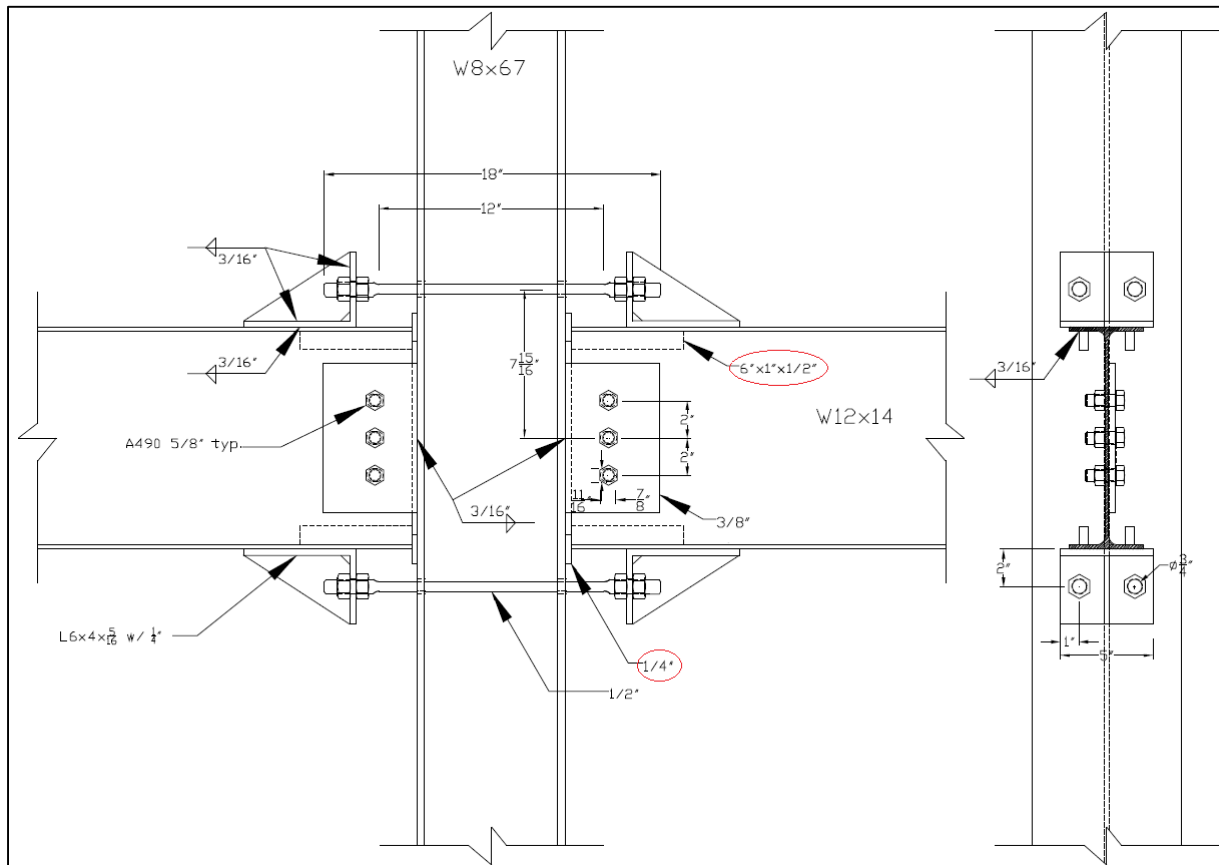 W8x67
18"
12"
3/16"
3/16"
7 15/16"
6"x1"x1/2"
3/16"
W12x14
A490 5/8" typ.
2"
2"
11/16"
7/8"
3/16"
3/8"
2"
Ø3/4"
L6x4x5/16 w/ 1/4"
1/4"
1"
5"
1/2"